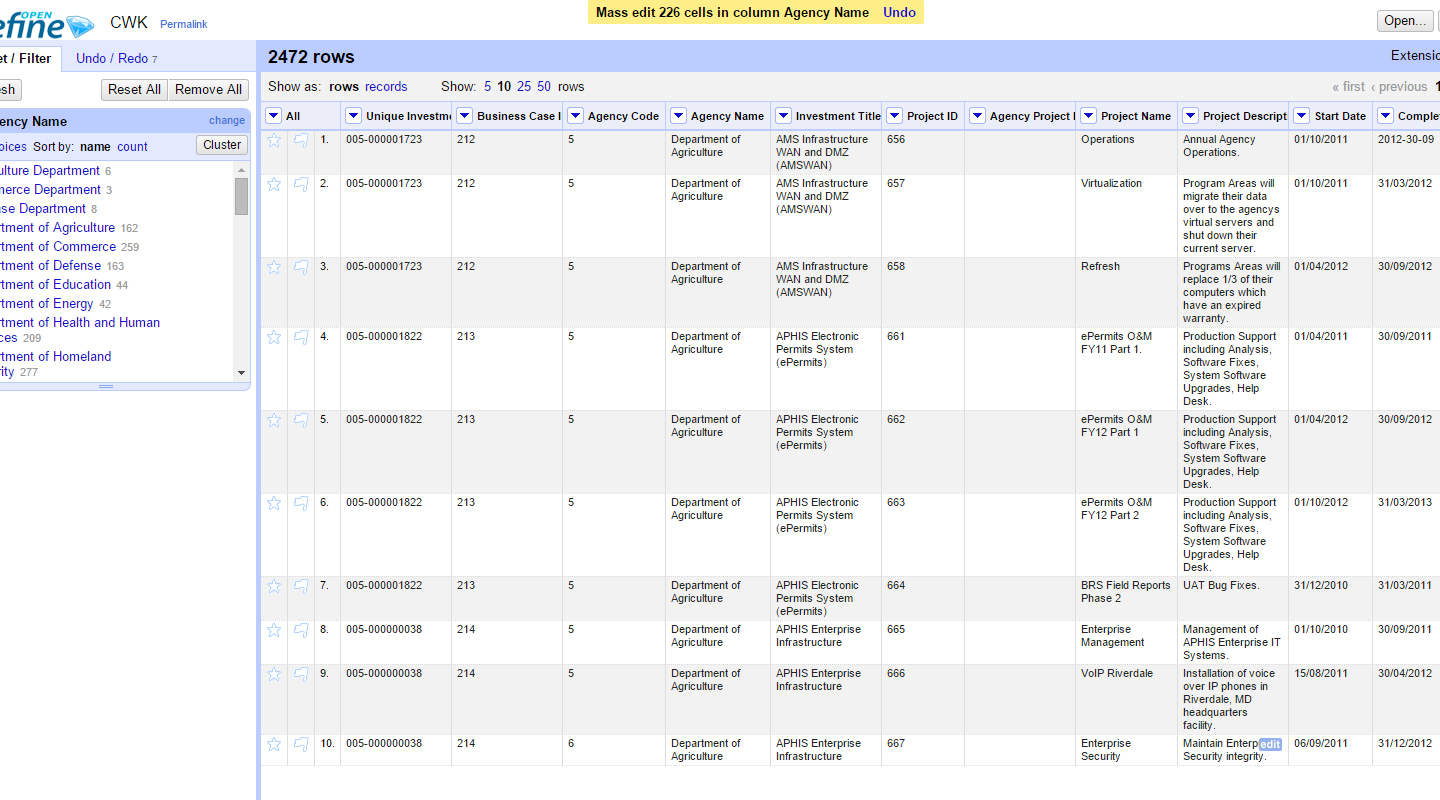 OPEN
efine CWK Permalink
Mass edit 226 cells in column Agency Name Undo
Open...
et / Filter Undo / Redo 7
2472 rows
Extensio
esh Reset All Remove All
Show as: rows records Show: 5 10 25 50 rows
« first ‹ previous 1
ency Name change
oices Sort by: name count Cluster
ulture Department 6
merce Department 3
nse Department 8
rtment of Agriculture 162
rtment of Commerce 259
rtment of Defense 163
rtment of Education 44
rtment of Energy 42
rtment of Health and Human
ces 209
rtment of Homeland
rity 277
All Unique Investm Business Case I Agency Code Agency Name Investment Title Project ID Agency Project I Project Name Project Descript Start Date Complet
1. 005-000001723 212 5 Department of AMS Infrastructure 656 Operations Annual Agency 01/10/2011 2012-30-09
Agriculture WAN and DMZ Operations.
(AMSWAN)
2. 005-000001723 212 5 Department of AMS Infrastructure 657 Virtualization Program Areas will 01/10/2011 31/03/2012
Agriculture WAN and DMZ migrate their data
(AMSWAN) over to the agencys
virtual servers and
shut down their
current server.
3. 005-000001723 212 5 Department of AMS Infrastructure 658 Refresh Programs Areas will 01/04/2012 30/09/2012
Agriculture WAN and DMZ replace 1/3 of their
(AMSWAN) computers which
have an expired
warranty.
4. 005-000001822 213 5 Department of APHIS Electronic 661 ePermits O&M Production Support 01/04/2011 30/09/2011
Agriculture Permits System FY11 Part 1. including Analysis,
(ePermits) Software Fixes,
System Software
Upgrades, Help
Desk.
5. 005-000001822 213 5 Department of APHIS Electronic 662 ePermits O&M Production Support 01/04/2012 30/09/2012
Agriculture Permits System FY12 Part 1 including Analysis,
(ePermits) Software Fixes,
System Software
Upgrades, Help
Desk.
6. 005-000001822 213 5 Department of APHIS Electronic 663 ePermits O&M Production Support 01/10/2012 31/03/2013
Agriculture Permits System FY12 Part 2 including Analysis,
(ePermits) Software Fixes,
System Software
Upgrades, Help
Desk.
7. 005-000001822 213 5 Department of APHIS Electronic 664 BRS Field Reports UAT Bug Fixes. 31/12/2010 31/03/2011
Agriculture Permits System Phase 2
(ePermits)
8. 005-000000038 214 5 Department of APHIS Enterprise 665 Enterprise Management of 01/10/2010 30/09/2011
Agriculture Infrastructure Management APHIS Enterprise IT
Systems.
9. 005-000000038 214 5 Department of APHIS Enterprise 666 VoIP Riverdale Installation of voice 15/08/2011 30/04/2012
Agriculture Infrastructure over IP phones in
Riverdale, MD
headquarters
facility.
10. 005-000000038 214 6 Department of APHIS Enterprise 667 Enterprise Maintain Enterp edit 06/09/2011 31/12/2012
Agriculture Infrastructure Security Security integrity.